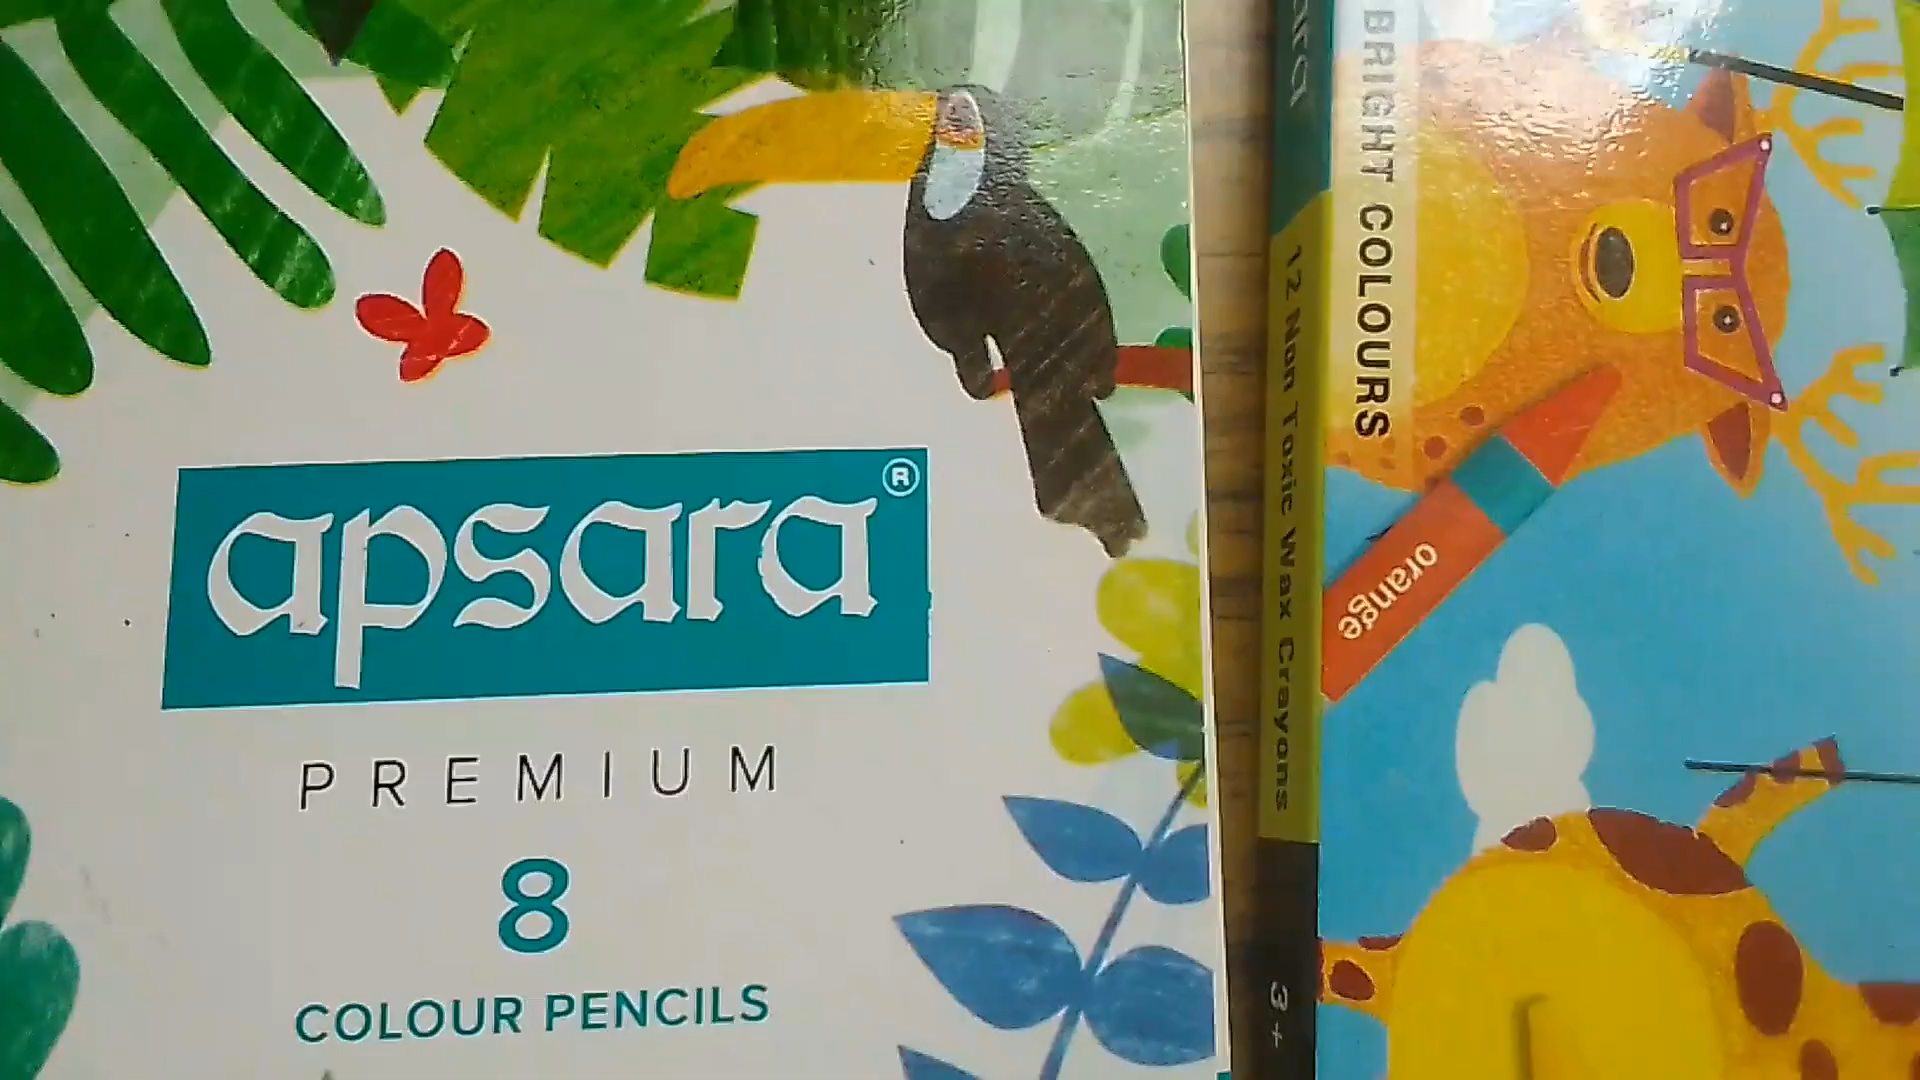 apsara®
PREMIUM
8
COLOUR PENCILS
12 Non Toxic Wax Crayons
3+
BRIGHT COLOURS
orange